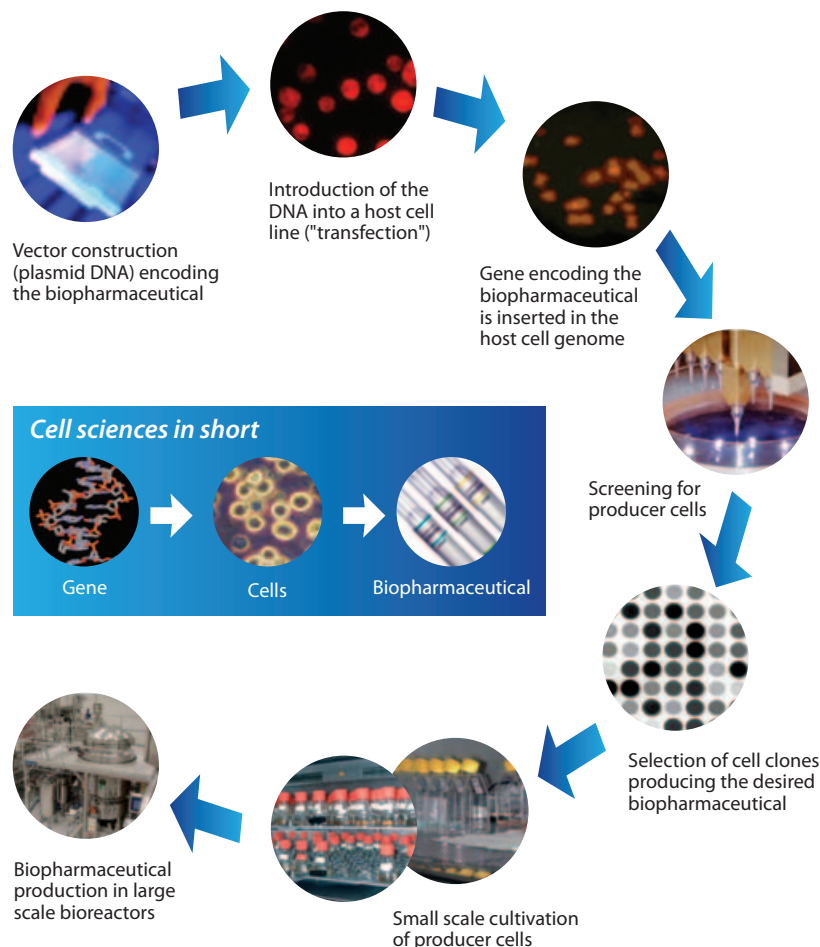 Vector construction
(plasmid DNA) encoding
the biopharmaceutical
Introduction of the
DNA into a host cell
line ("transfection")
Gene encoding the
biopharmaceutical
is inserted in the
host cell genome
Screening for
producer cells
Selection of cell clones
producing the desired
biopharmaceutical
Small scale cultivation
of producer cells
Biopharmaceutical
production in large
scale bioreactors
Cell sciences in short
Gene
Cells
Biopharmaceutical